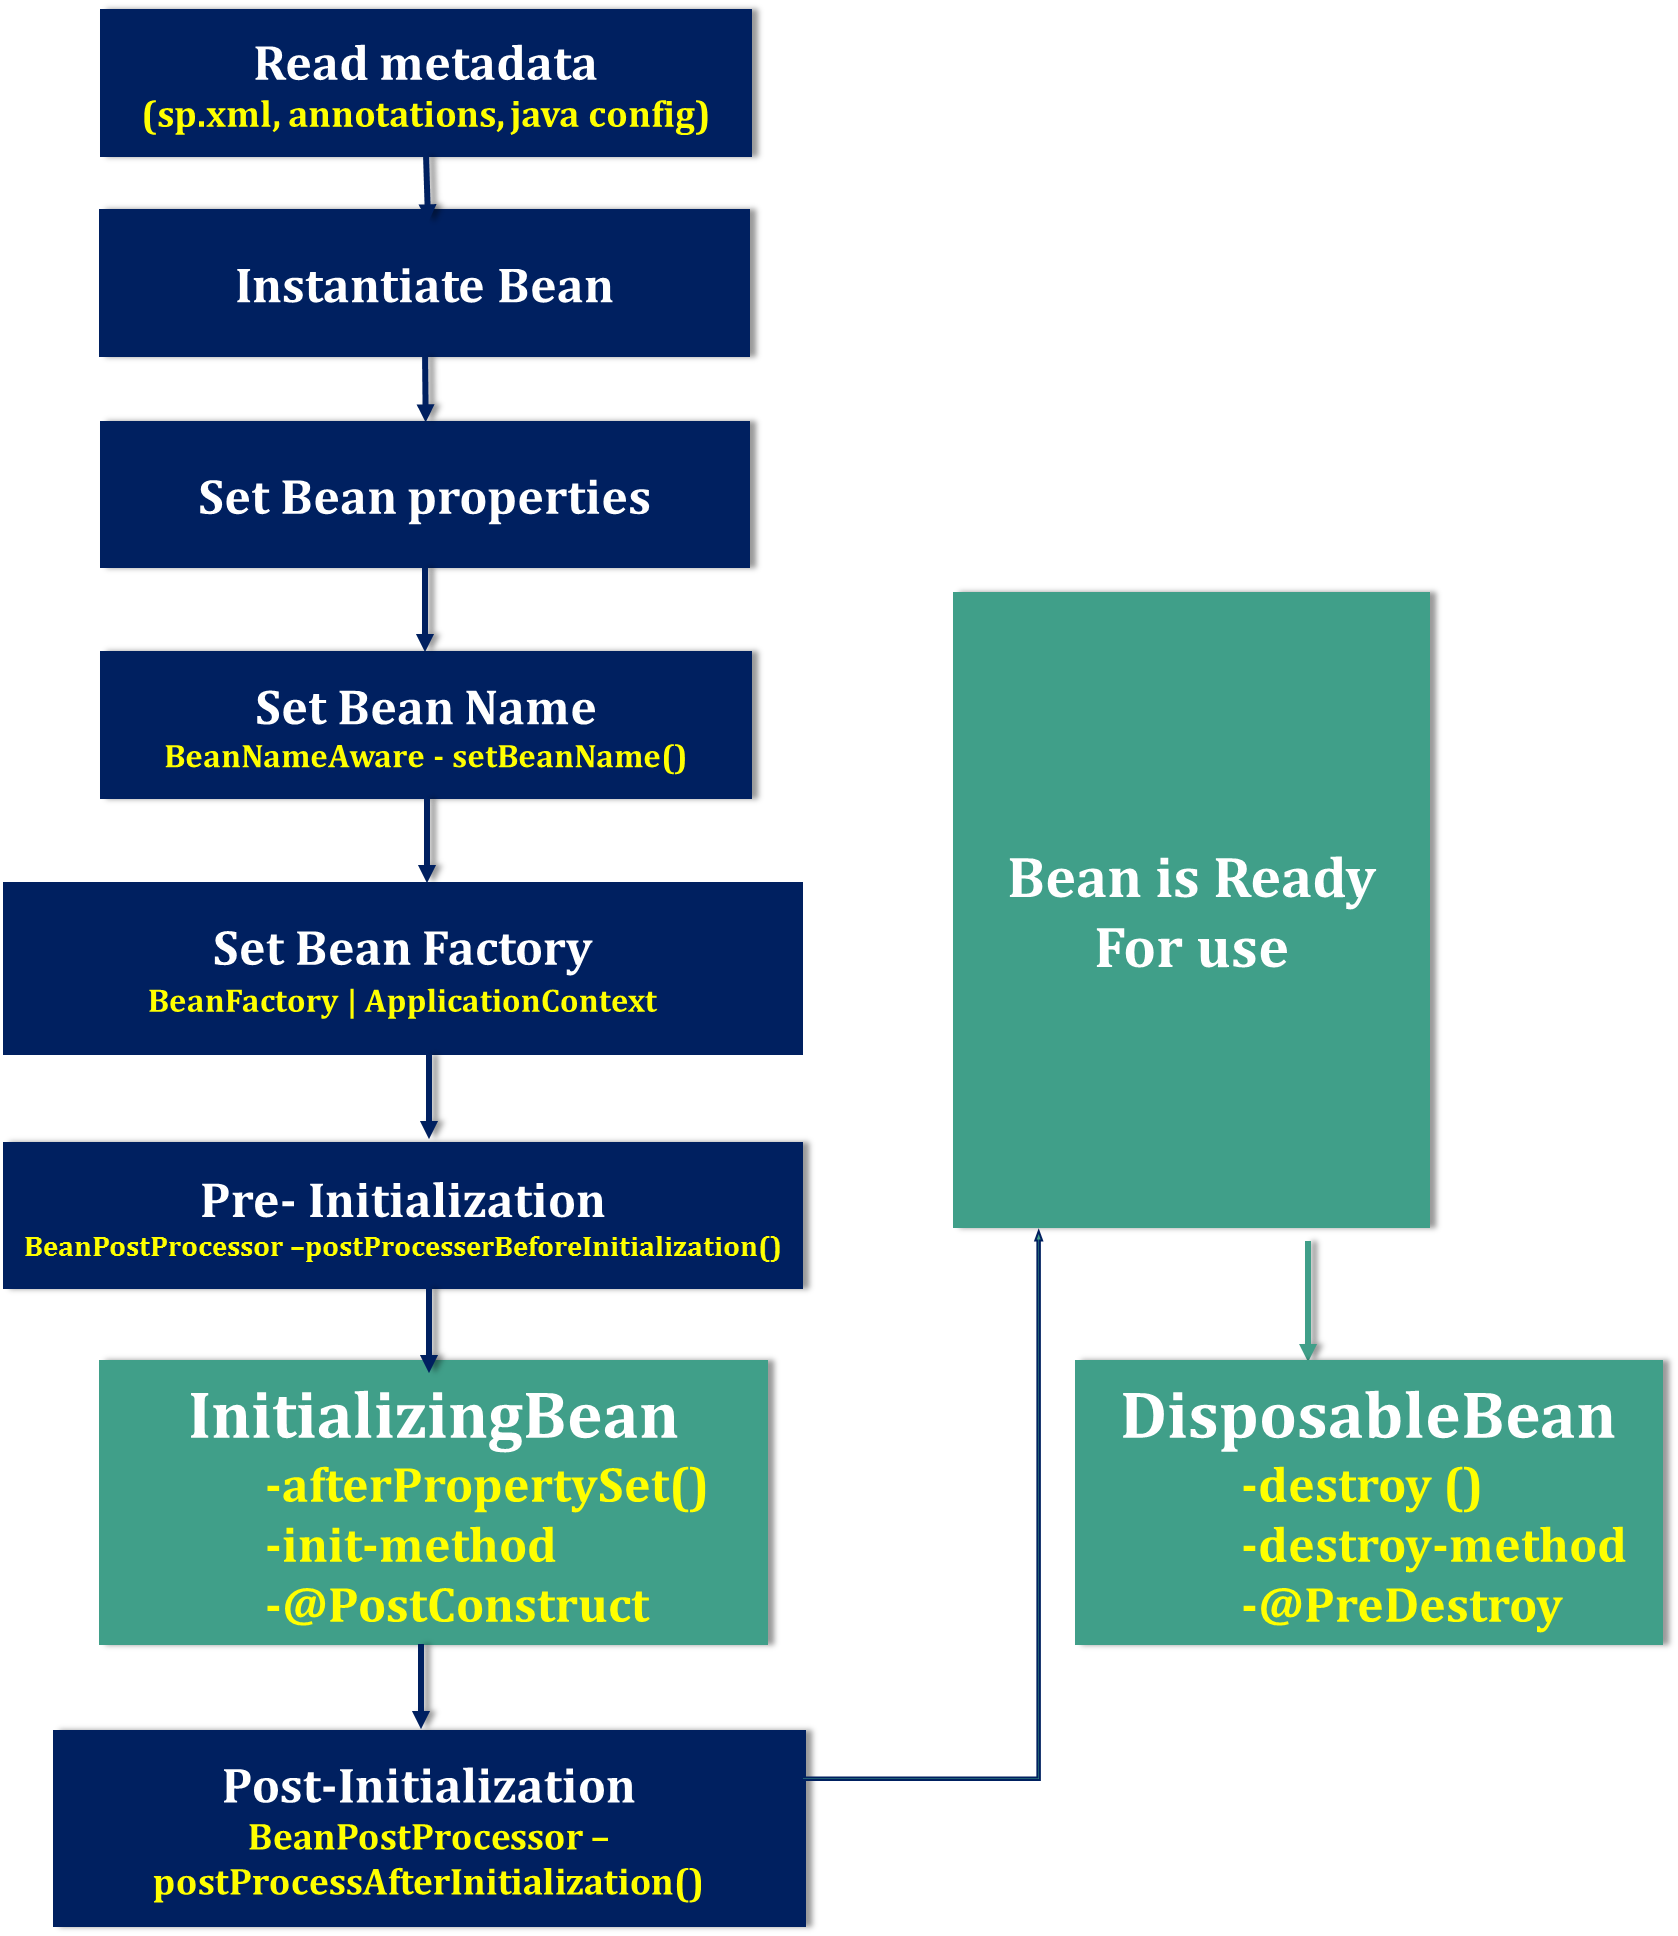 Read metadata
(sp.xml, annotations, java config)
Instantiate Bean
Set Bean properties
Set Bean Name
BeanNameAware - setBeanName()
Set Bean Factory
BeanFactory | ApplicationContext
Pre- Initialization
BeanPostProcessor –postProcesserBeforeInitialization()
InitializingBean
-afterPropertySet()
-init-method
-@PostConstruct
Post-Initialization
BeanPostProcessor –
postProcessAfterInitialization()
Bean is Ready
For use
DisposableBean
-destroy ()
-destroy-method
-@PreDestroy